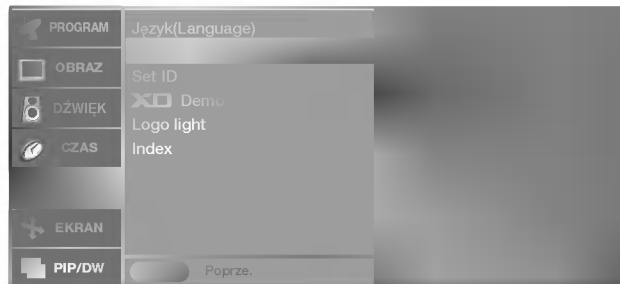 PROGRAM
OBRAZ
DŹWIĘK
CZAS
EKRAN
PIP/DW
Język(Language)
Set ID
XD Demo
Logo light
Index
Poprze.